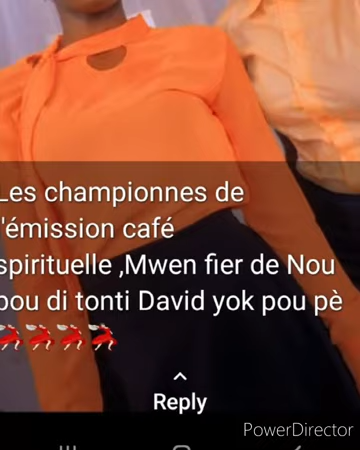 Les championnes de
l'émission café
spirituelle ,Mwen fier de Nou
pou di tonti David yok pou pè
💃💃💃💃
Reply
PowerDirector